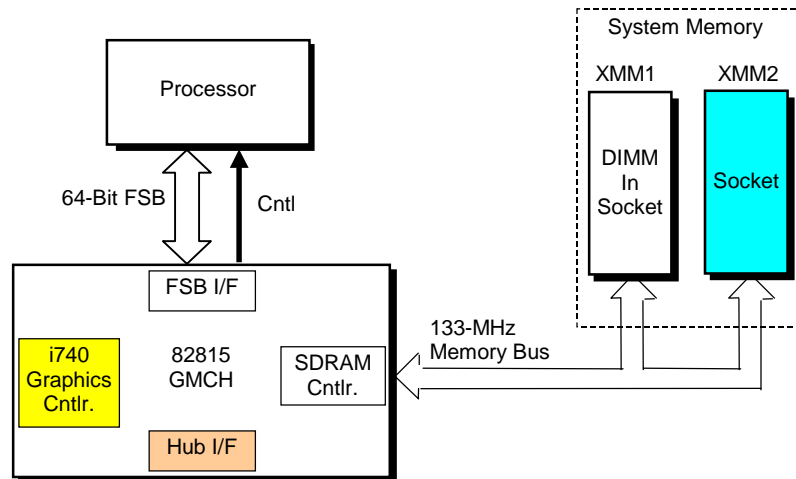 System Memory
XMM1
XMM2
Processor
DIMM
In
Socket
Socket
64-Bit FSB
Cntl
FSB I/F
133-MHz
Memory Bus
i740
Graphics
Cntlr.
82815
GMCH
SDRAM
Cntlr.
Hub I/F